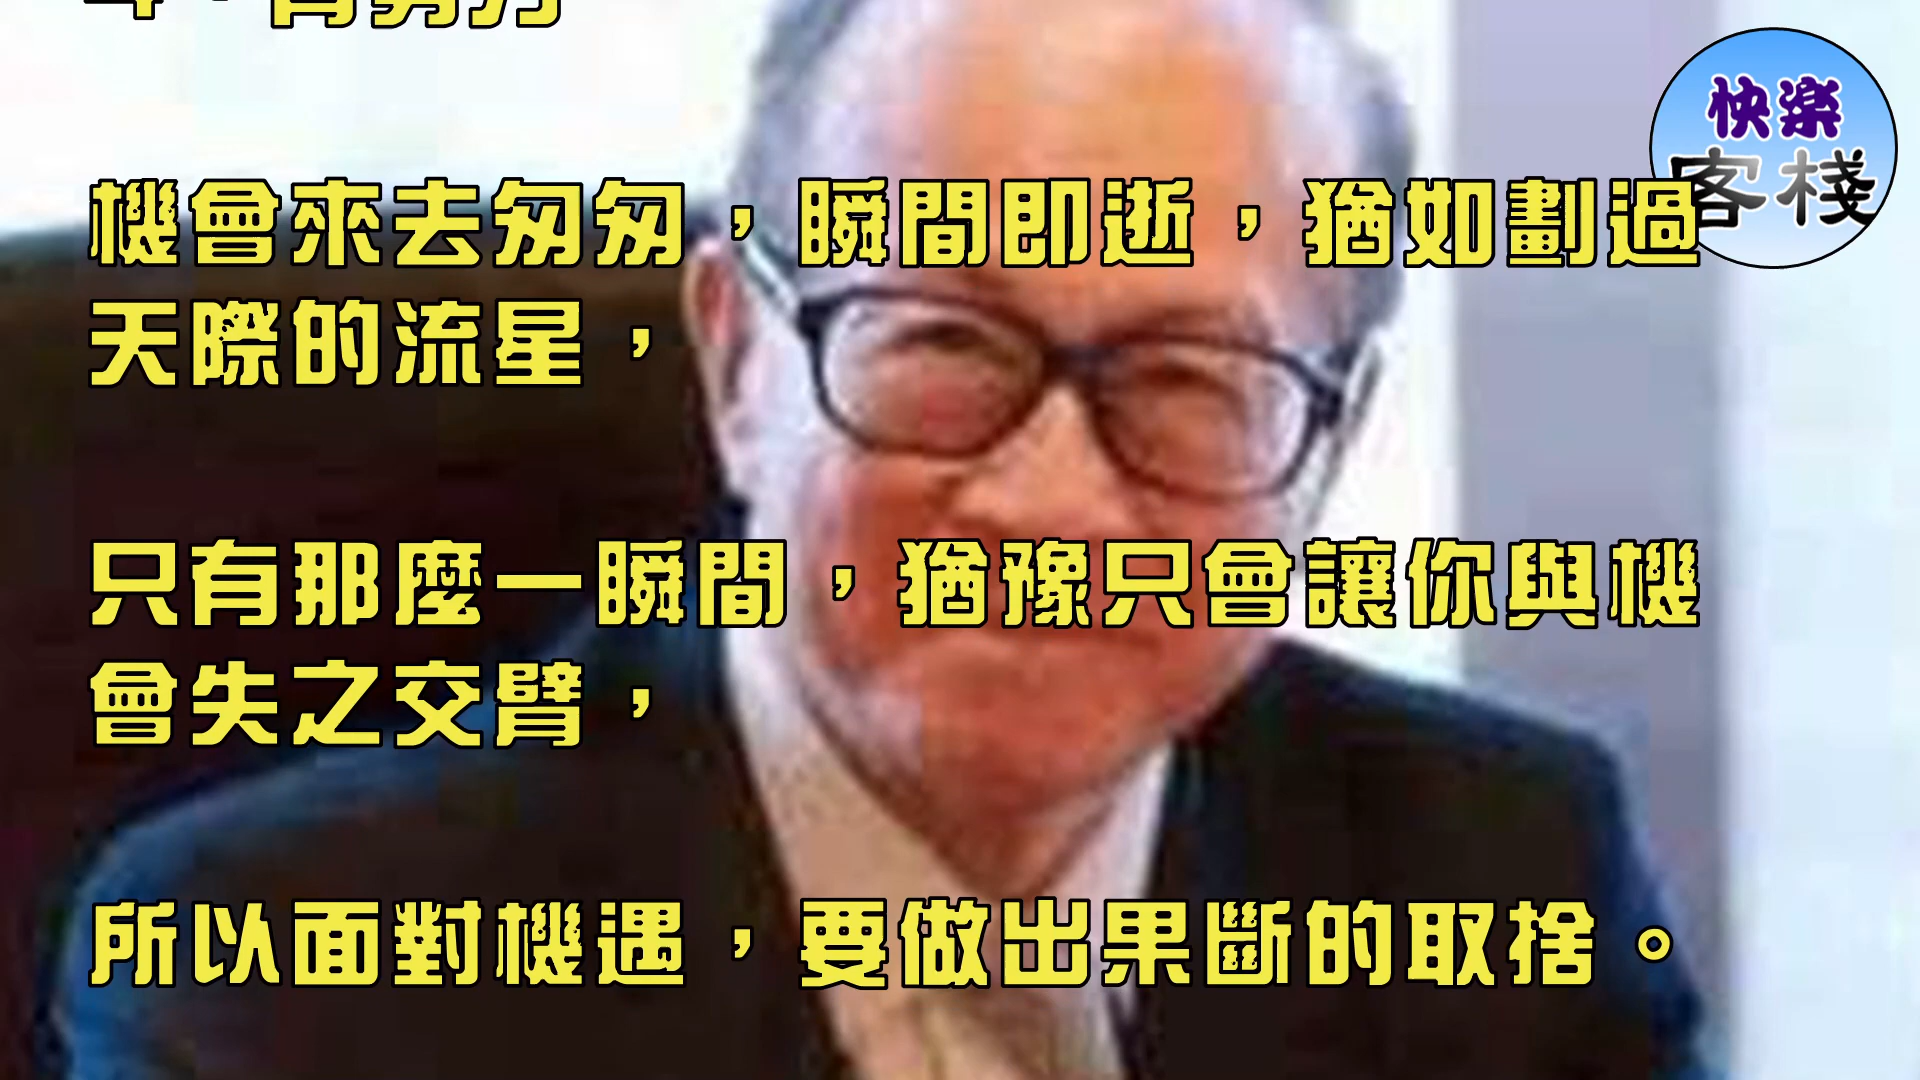 快樂
客棧
機會來去匆匆，瞬間即逝，猶如劃過
天際的流星，
只有那麼一瞬間，猶豫只會讓你與機
會失之交臂，
所以面對機遇，要做出果斷的取捨。